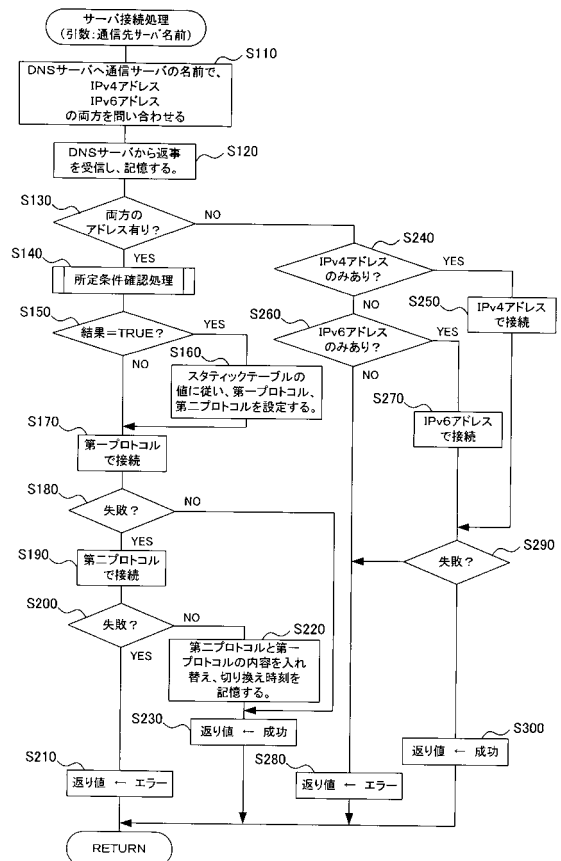 サーバ接続処理
(引数:通信先サーバ名前)
S110
DNSサーバへ通信サーバの名前で、
IPv4アドレス
IPv6アドレス
の両方を問い合わせる
S120
DNSサーバから返事
を受信し、記憶する。
S130
両方の
アドレス有り?
NO
YES
S140
所定条件確認処理
S150
結果=TRUE?
YES
NO
S160
スタティックテーブルの
値に従い、第一プロトコル、
第二プロトコルを設定する。
S170
第一プロトコル
で接続
S180
失敗?
NO
YES
S190
第二プロトコル
で接続
S200
失敗?
NO
YES
S220
第二プロトコルと第一
プロトコルの内容を入れ
替え、切り換え時刻を
記憶する。
S230
返り値 ← 成功
S210
返り値 ← エラー
S240
IPv4アドレス
のみあり?
YES
NO
S250
IPv4アドレス
で接続
S260
IPv6アドレス
のみあり?
YES
NO
S270
IPv6アドレス
で接続
S290
失敗?
S300
返り値 ← 成功
S280
返り値 ← エラー
RETURN